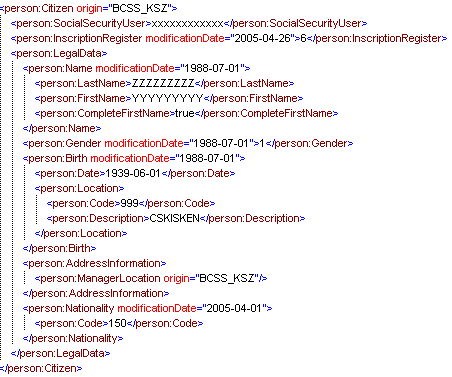 <person:Citizen origin="BCSS_KSZ">
<person:SocialSecurityUser>xxxxxxxxxxxxx</person:SocialSecurityUser>
<person:InscriptionRegister modificationDate="2005-04-26">6</person:InscriptionRegister>
<person:LegalData>
<person:Name modificationDate="1988-07-01">
<person:LastName>ZZZZZZZZZ</person:LastName>
<person:FirstName>YYYYYYYYY</person:FirstName>
<person:CompleteFirstName>true</person:CompleteFirstName>
</person:Name>
<person:Gender modificationDate="1988-07-01">1</person:Gender>
<person:Birth modificationDate="1988-07-01">
<person:Date>1939-06-01</person:Date>
<person:Location>
<person:Code>999</person:Code>
<person:Description>CSKISKEN</person:Description>
</person:Location>
</person:Birth>
<person:AddressInformation>
<person:ManagerLocation origin="BCSS_KSZ"/>
</person:AddressInformation>
<person:Nationality modificationDate="2005-04-01">
<person:Code>150</person:Code>
</person:Nationality>
</person:LegalData>
</person:Citizen>